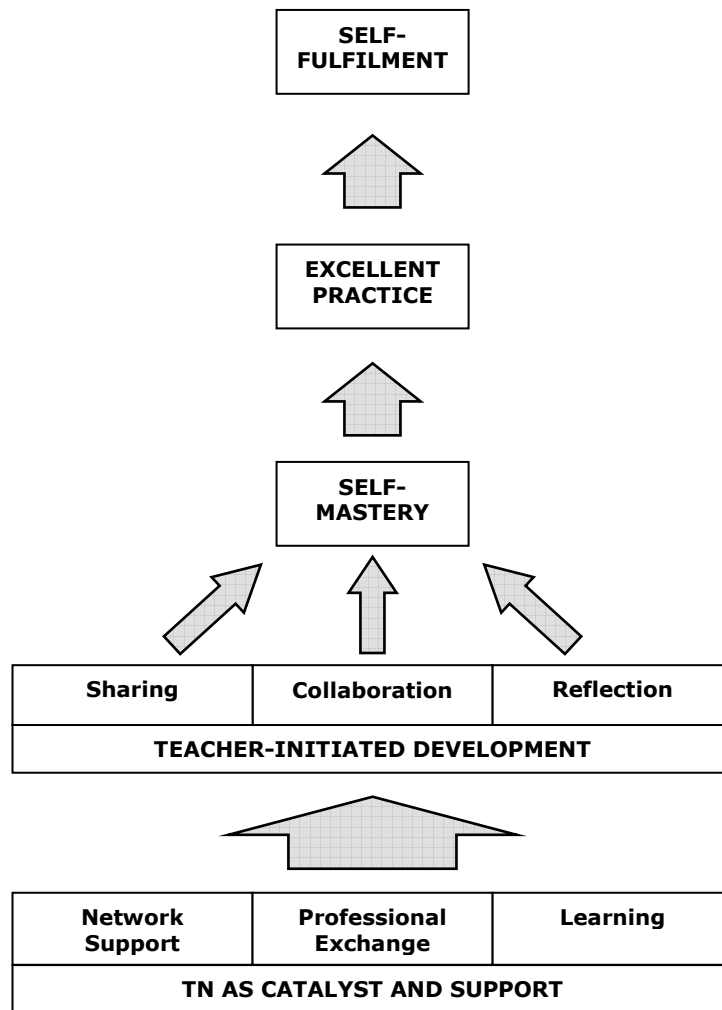 SELF-
FULFILMENT
EXCELLENT
PRACTICE
SELF-
MASTERY
Sharing
Collaboration
Reflection
TEACHER-INITIATED DEVELOPMENT
Network
Support
Professional
Exchange
Learning
TN AS CATALYST AND SUPPORT